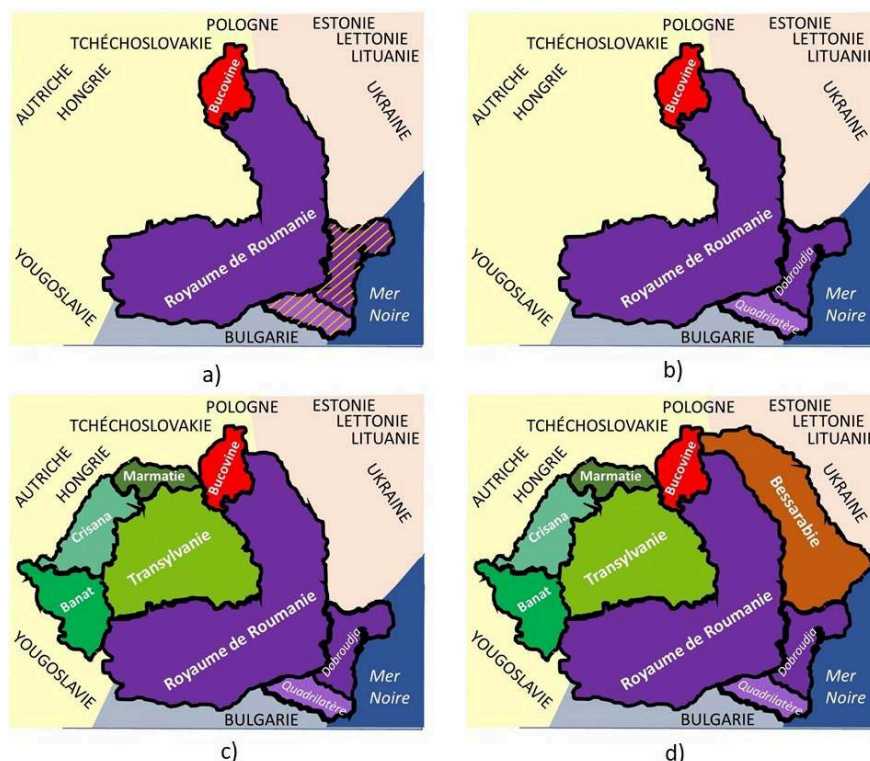 POLOGNE
ESTONIE
LETTONIE
LITUANIE
TCHÉCHOSLOVAKIE
AUTRICHE
HONGRIE
UKRAINE
Bucovine
Royaume de Roumanie
YOUGOSLAVIE
Mer
Noire
BULGARIE
a)
POLOGNE
ESTONIE
LETTONIE
LITUANIE
TCHÉCHOSLOVAKIE
AUTRICHE
HONGRIE
UKRAINE
Bucovine
Royaume de Roumanie
Dobroudja
Quadrilatère
YOUGOSLAVIE
Mer
Noire
BULGARIE
b)
POLOGNE
ESTONIE
LETTONIE
LITUANIE
TCHÉCHOSLOVAKIE
AUTRICHE
HONGRIE
UKRAINE
Marmatie
Bucovine
Crisana
Transylvanie
Banat
Royaume de Roumanie
Dobroudja
Quadrilatère
YOUGOSLAVIE
Mer
Noire
BULGARIE
c)
POLOGNE
ESTONIE
LETTONIE
LITUANIE
TCHÉCHOSLOVAKIE
AUTRICHE
HONGRIE
UKRAINE
Marmatie
Bucovine
Bessarabie
Crisana
Transylvanie
Banat
Royaume de Roumanie
Dobroudja
Quadrilatère
YOUGOSLAVIE
Mer
Noire
BULGARIE
d)